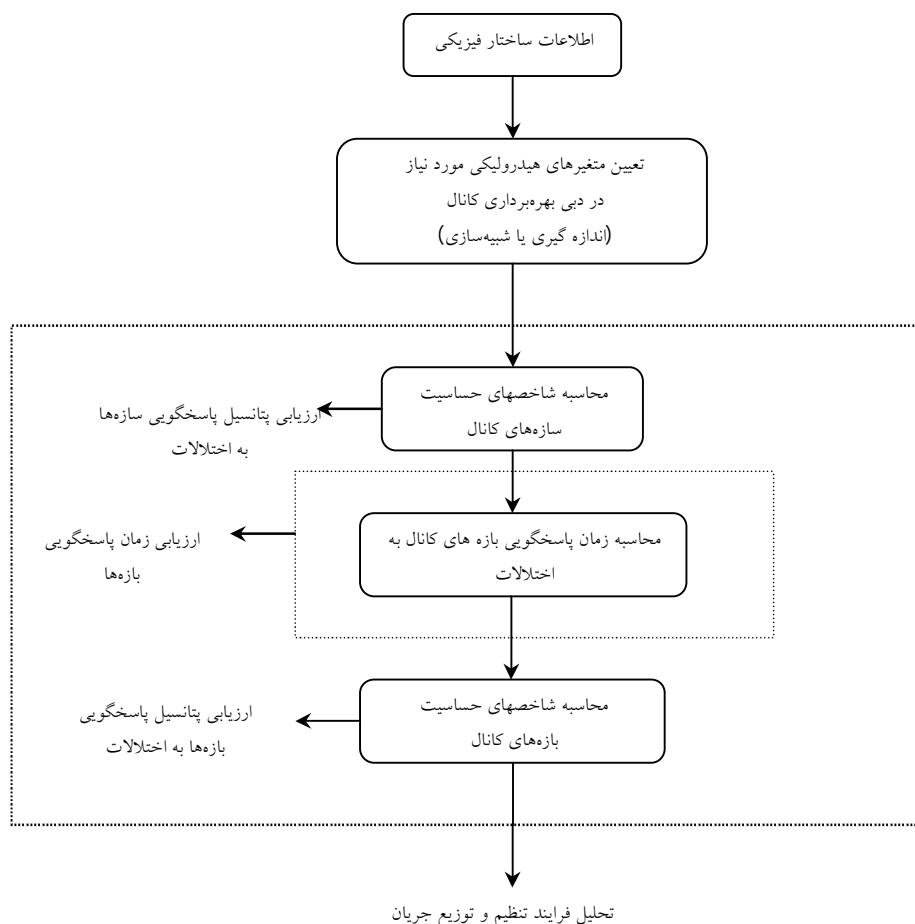 اطلاعات ساختار فیزیکی
تعیین متغیرهای هیدرولیکی مورد نیاز
در دبی بهره‌برداری کانال
(اندازه گیری یا شبیه‌سازی)
محاسبه شاخصهای حساسیت
سازه‌های کانال
ارزیابی پتانسیل پاسخگویی سازه‌ها
به اختلالات
محاسبه زمان پاسخگویی بازه های کانال به
اختلالات
ارزیابی زمان پاسخگویی
بازه‌ها
محاسبه شاخصهای حساسیت
بازه‌های کانال
ارزیابی پتانسیل پاسخگویی
بازه‌ها به اختلالات
تحلیل فرایند تنظیم و توزیع جریان